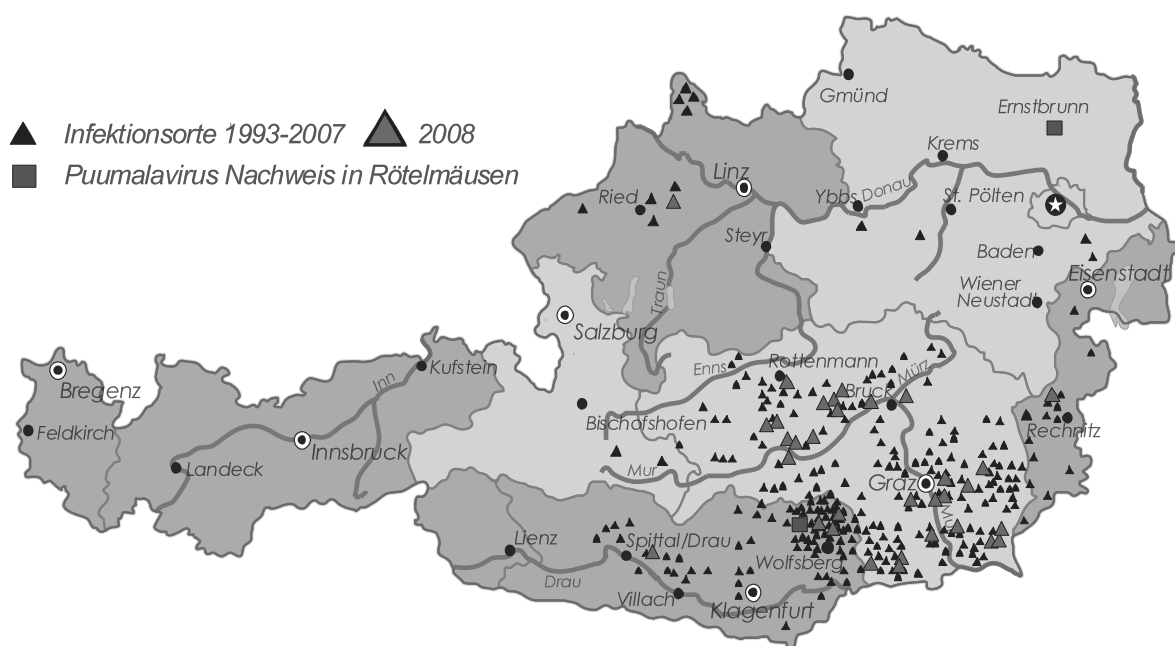 Infektionsorte 1993-2007 2008
Puumalavirus Nachweis in Rötelmäusen
Gmünd
Ernstbrunn
Krems
Linz
Ried
Ybbs
Donau
St. Pölten
Steyr
Baden
Eisenstadt
Wiener
Neustadt
Traun
Salzburg
Enns
Rottenmann
Mürz
Bruck
Kufstein
Inn
Bregenz
Bischofshofen
Feldkirch
Innsbruck
Rechnitz
Landeck
Mur
Graz
Mur
Lienz
Spittal/Drau
Wolfsberg
Drau
Villach
Klagenfurt